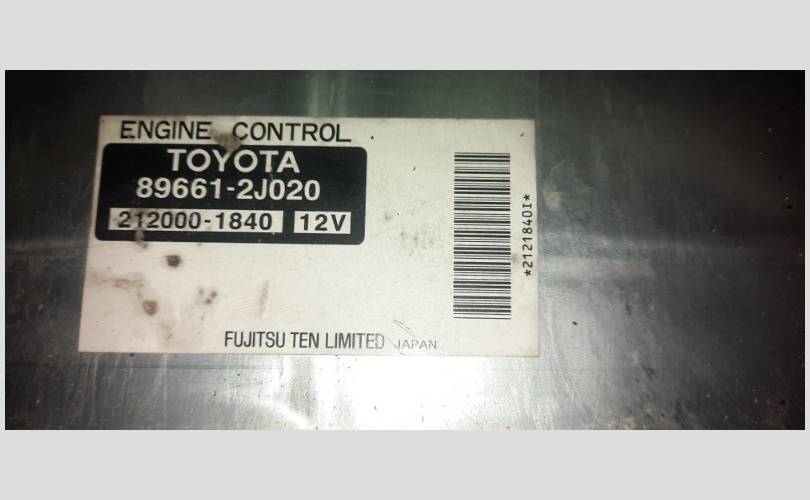 ENGINE CONTROL
TOYOTA
89661-2J020
212000-1840 12V
*2121840I*
FUJITSU TEN LIMITED JAPAN